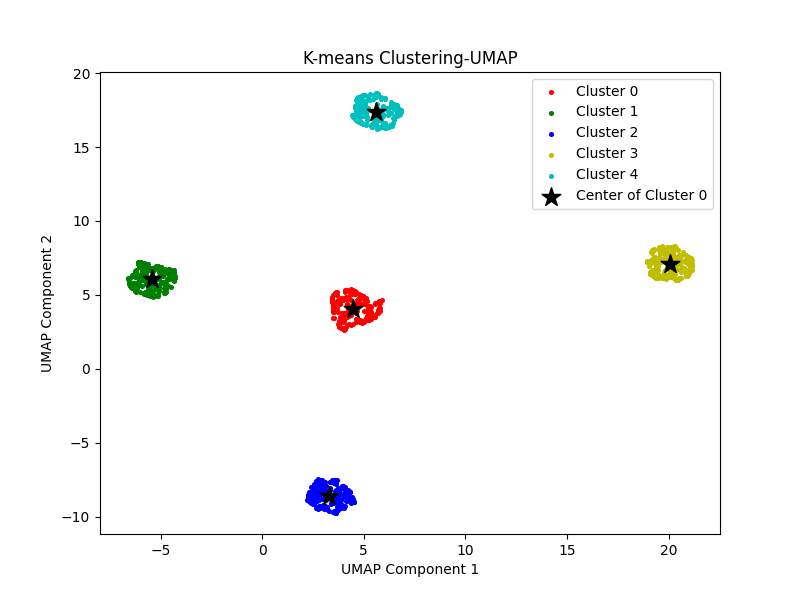 K-means Clustering-UMAP
Cluster 0
Cluster 1
Cluster 2
Cluster 3
Cluster 4
Center of Cluster 0
UMAP Component 2
20
15
10
5
0
−5
−10
−5
0
5
10
15
20
UMAP Component 1